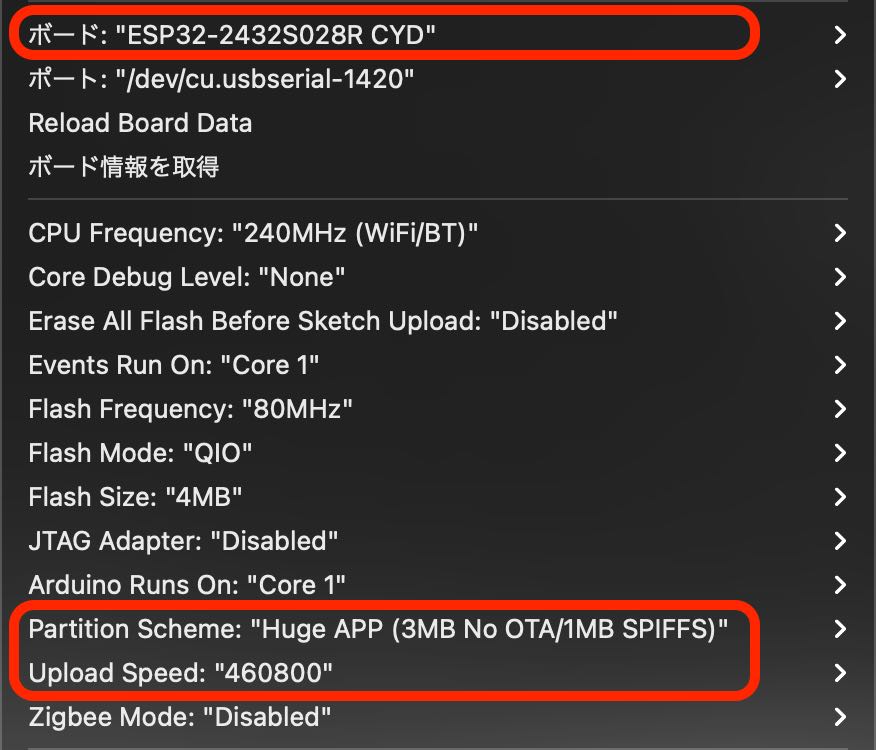 ボード: "ESP32-2432S028R CYD"
ポート: "/dev/cu.usbserial-1420"
Reload Board Data
ボード情報を取得
CPU Frequency: "240MHz (WiFi/BT)"
Core Debug Level: "None"
Erase All Flash Before Sketch Upload: "Disabled"
Events Run On: "Core 1"
Flash Frequency: "80MHz"
Flash Mode: "QIO"
Flash Size: "4MB"
JTAG Adapter: "Disabled"
Arduino Runs On: "Core 1"
Partition Scheme: "Huge APP (3MB No OTA/1MB SPIFFS)"
Upload Speed: "460800"
Zigbee Mode: "Disabled"